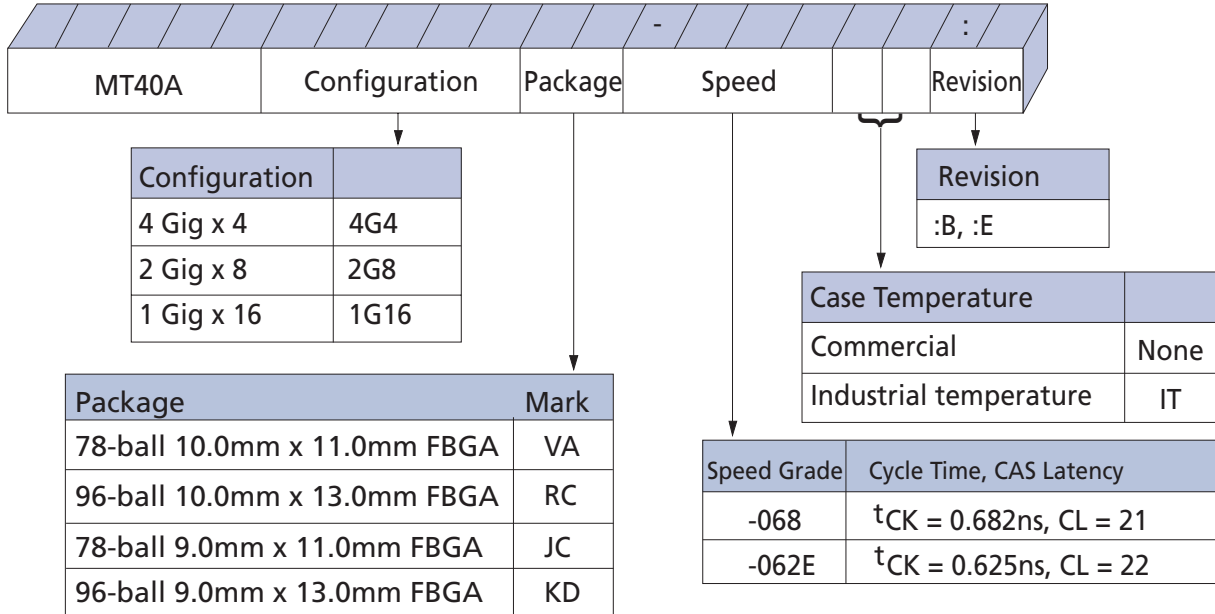 - :
MT40A Configuration Package Speed Revision
Configuration
4 Gig x 4 4G4
2 Gig x 8 2G8
1 Gig x 16 1G16
Revision
:B, :E
Case Temperature
Commercial None
Industrial temperature IT
Package Mark
78-ball 10.0mm x 11.0mm FBGA VA
96-ball 10.0mm x 13.0mm FBGA RC
78-ball 9.0mm x 11.0mm FBGA JC
96-ball 9.0mm x 13.0mm FBGA KD
Speed Grade Cycle Time, CAS Latency
-068 tCK = 0.682ns, CL = 21
-062E tCK = 0.625ns, CL = 22